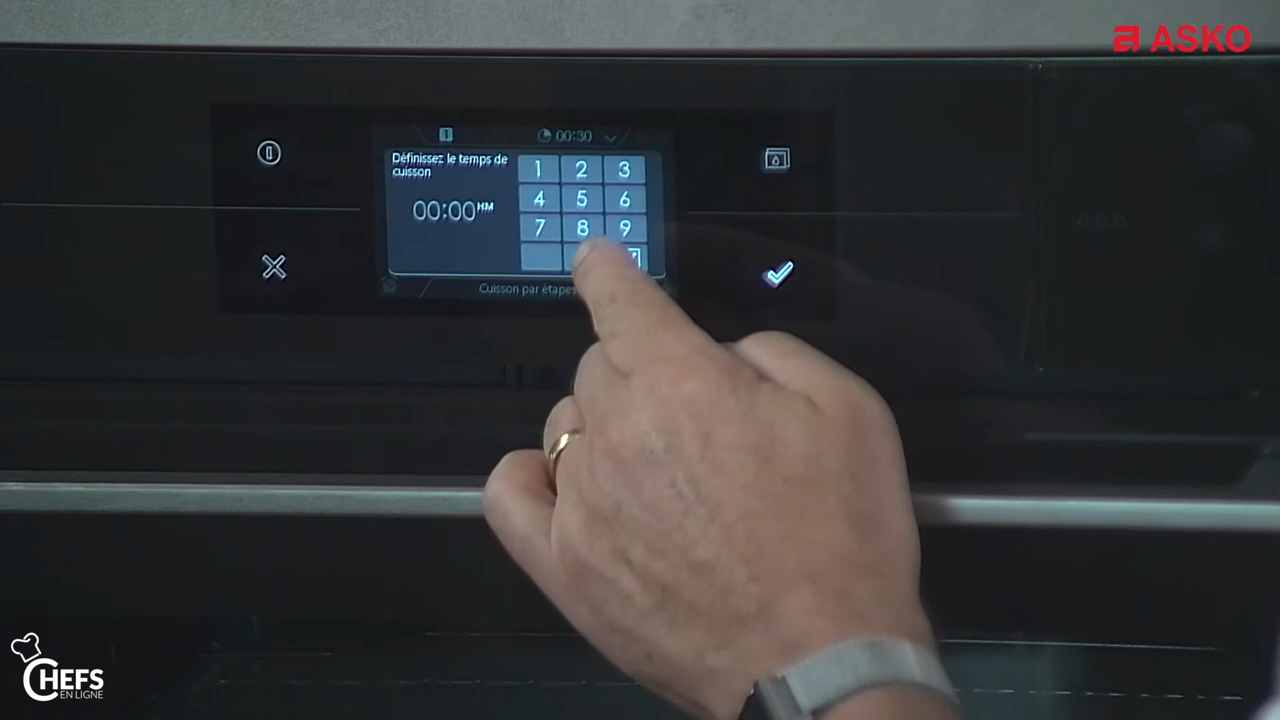 ASKO
1 00:30
Définissez le temps de
cuisson
00:00HM
1 2 3
4 5 6
7 8 9
Cuisson par étapes
CHEFS
EN LIGNE